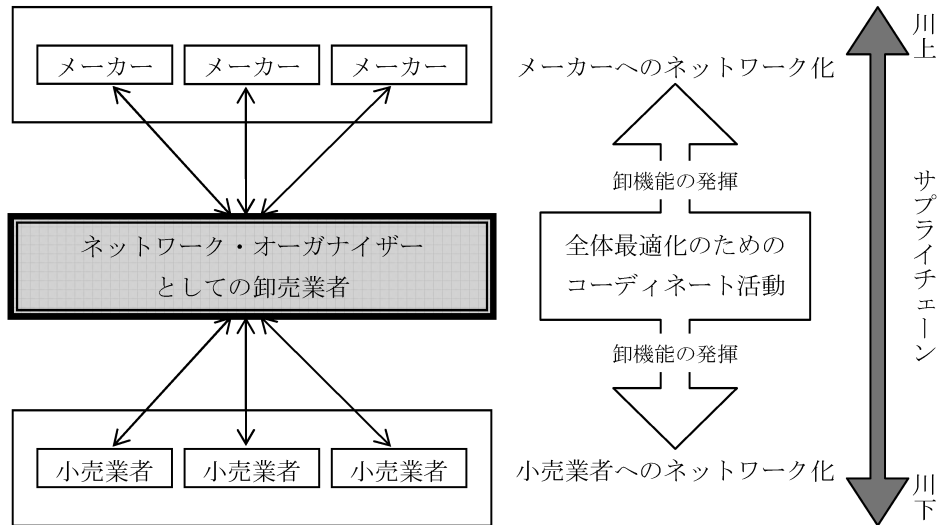 メーカー
メーカー
メーカー
ネットワーク・オーガナイザー
としての卸売業者
小売業者
小売業者
小売業者
メーカーへのネットワーク化
卸機能の発揮
全体最適化のための
コーディネート活動
卸機能の発揮
小売業者へのネットワーク化
川上
サプライチェーン
川下